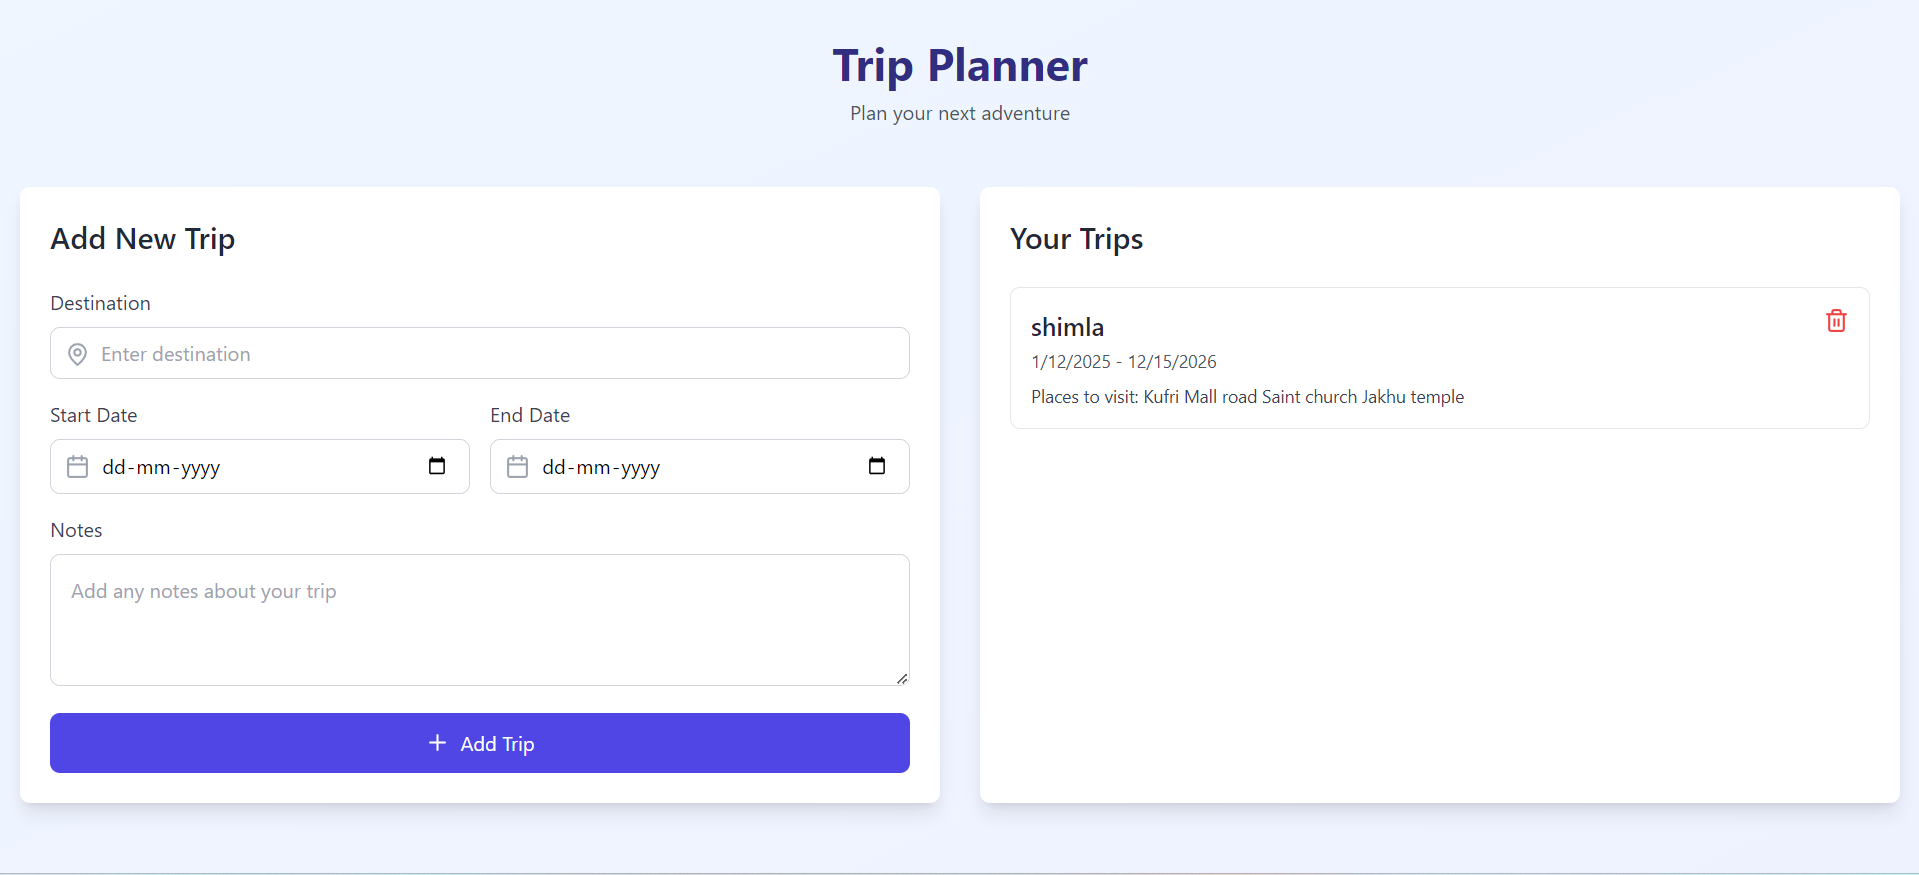 Trip Planner
Plan your next adventure
Add New Trip
Destination
Enter destination
Start Date
End Date
dd-mm-yyyy
dd-mm-yyyy
Notes
Add any notes about your trip
Add Trip
Your Trips
shimla
1/12/2025 - 12/15/2026
Places to visit: Kufri Mall road Saint church Jakhu temple